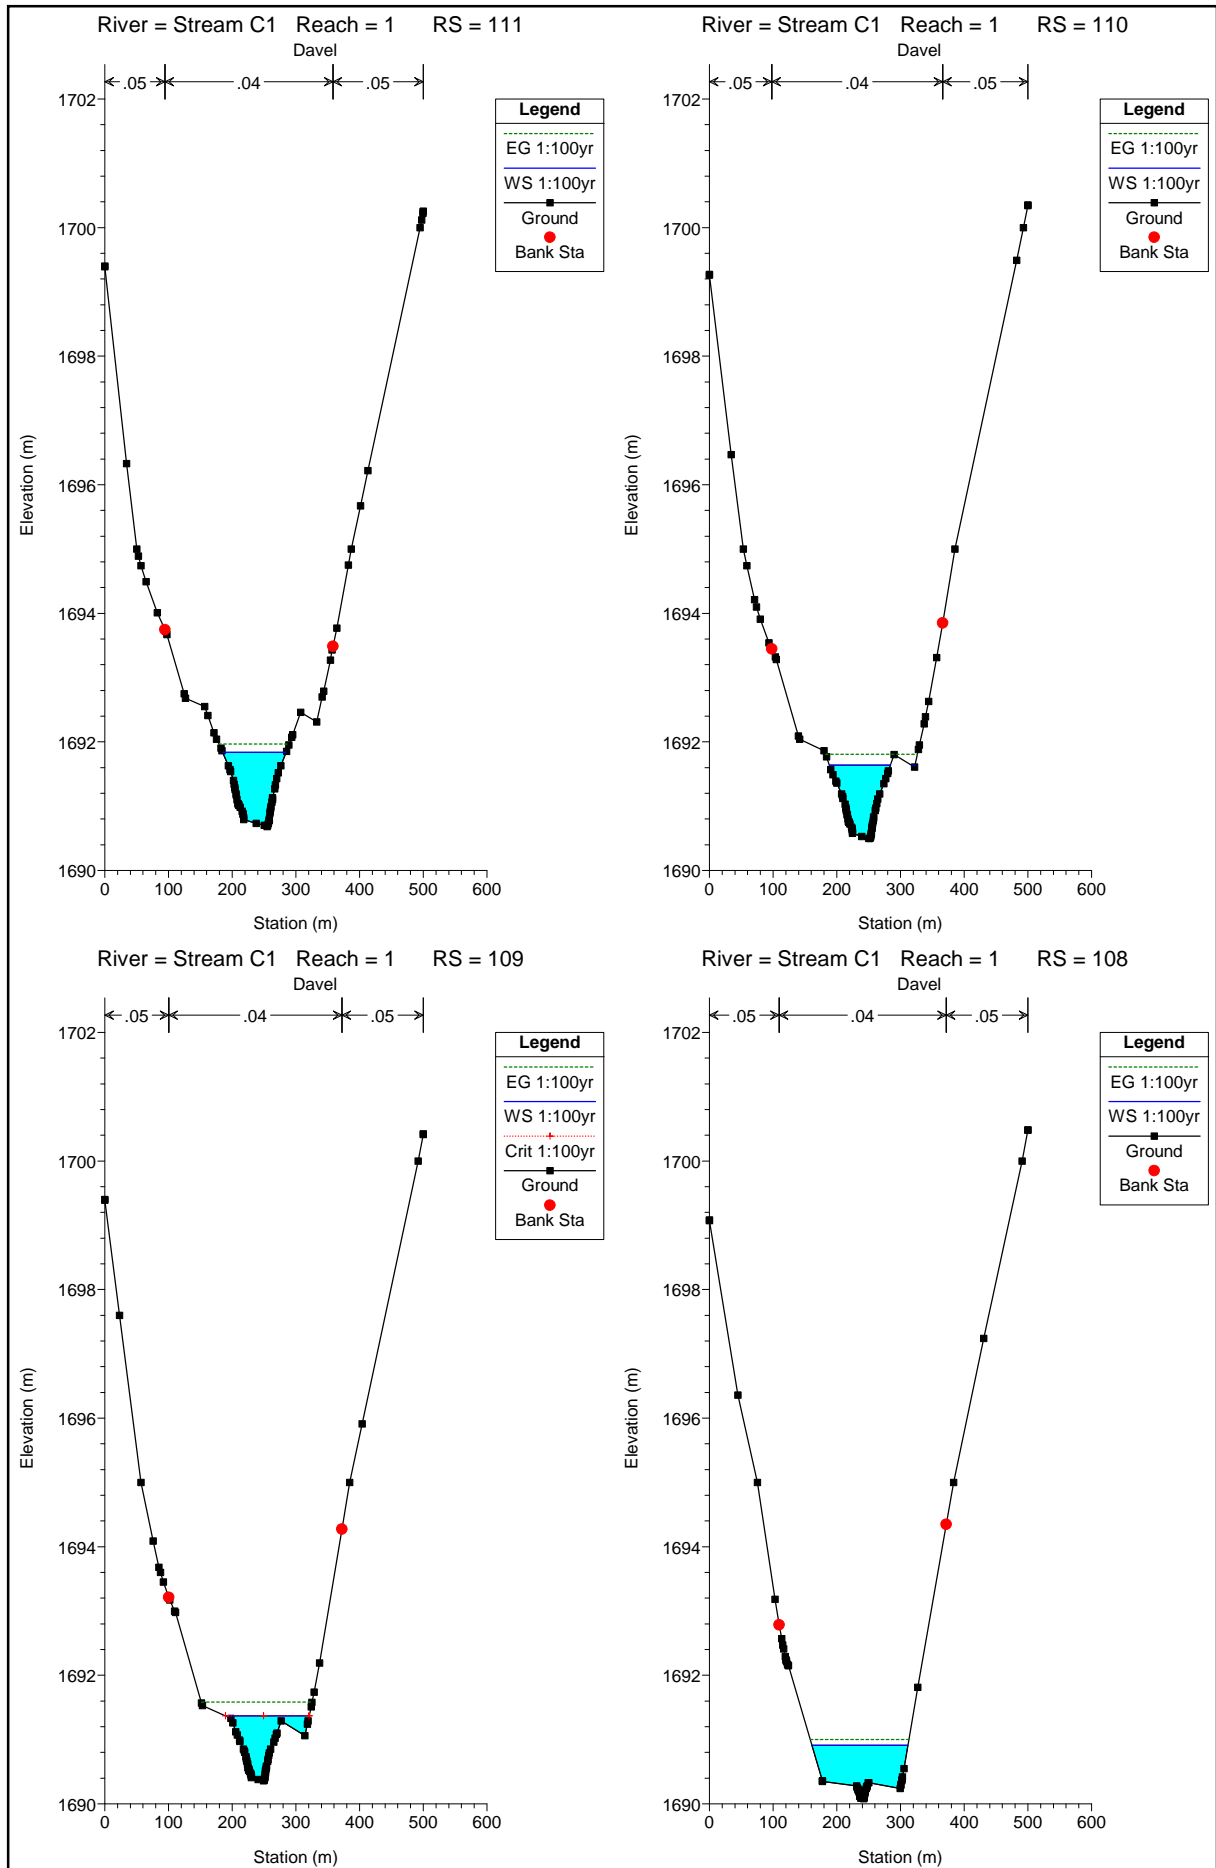 River = Stream C1 Reach = 1 RS = 111
Davel
.05 .04 .05
Legend
EG 1:100yr
WS 1:100yr
Ground
Bank Sta
1702
1700
1698
1696
1694
1692
1690
Elevation (m)
0 100 200 300 400 500 600
Station (m)
River = Stream C1 Reach = 1 RS = 110
Davel
.05 .04 .05
Legend
EG 1:100yr
WS 1:100yr
Ground
Bank Sta
1702
1700
1698
1696
1694
1692
1690
Elevation (m)
0 100 200 300 400 500 600
Station (m)
River = Stream C1 Reach = 1 RS = 109
Davel
.05 .04 .05
Legend
EG 1:100yr
WS 1:100yr
Crit 1:100yr
Ground
Bank Sta
1702
1700
1698
1696
1694
1692
1690
Elevation (m)
0 100 200 300 400 500 600
Station (m)
River = Stream C1 Reach = 1 RS = 108
Davel
.05 .04 .05
Legend
EG 1:100yr
WS 1:100yr
Ground
Bank Sta
1702
1700
1698
1696
1694
1692
1690
Elevation (m)
0 100 200 300 400 500 600
Station (m)